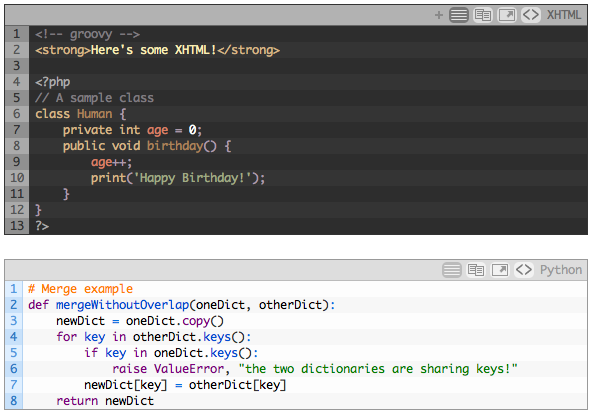 + <> XHTML
1 <!-- groovy -->
2 <strong>Here's some XHTML!</strong>
3
4 <?php
5 // A sample class
6 class Human {
7     private int age = 0;
8     public void birthday() {
9         age++;
10         print('Happy Birthday!');
11     }
12 }
13 ?>
<> Python
1 # Merge example
2 def mergeWithoutOverlap(oneDict, otherDict):
3     newDict = oneDict.copy()
4     for key in otherDict.keys():
5         if key in oneDict.keys():
6             raise ValueError, "the two dictionaries are sharing keys!"
7         newDict[key] = otherDict[key]
8     return newDict